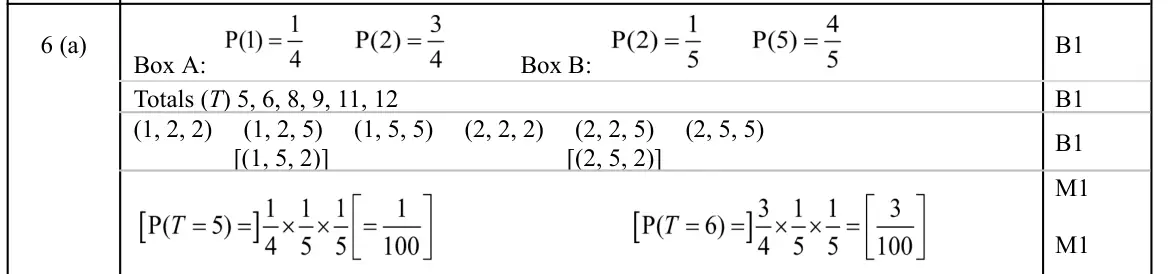 6 (a) Box A: P(1) = 1/4 P(2) = 3/4 Box B: P(2) = 1/5 P(5) = 4/5 B1
Totals (T) 5, 6, 8, 9, 11, 12 B1
(1, 2, 2) (1, 2, 5) (1, 5, 5) (2, 2, 2) (2, 2, 5) (2, 5, 5) B1
[(1, 5, 2)] [(2, 5, 2)]
M1
[P(T = 5) =] 1/4 × 1/5 × 1/5 [= 1/100] [P(T = 6) =] 3/4 × 1/5 × 1/5 = [3/100] M1